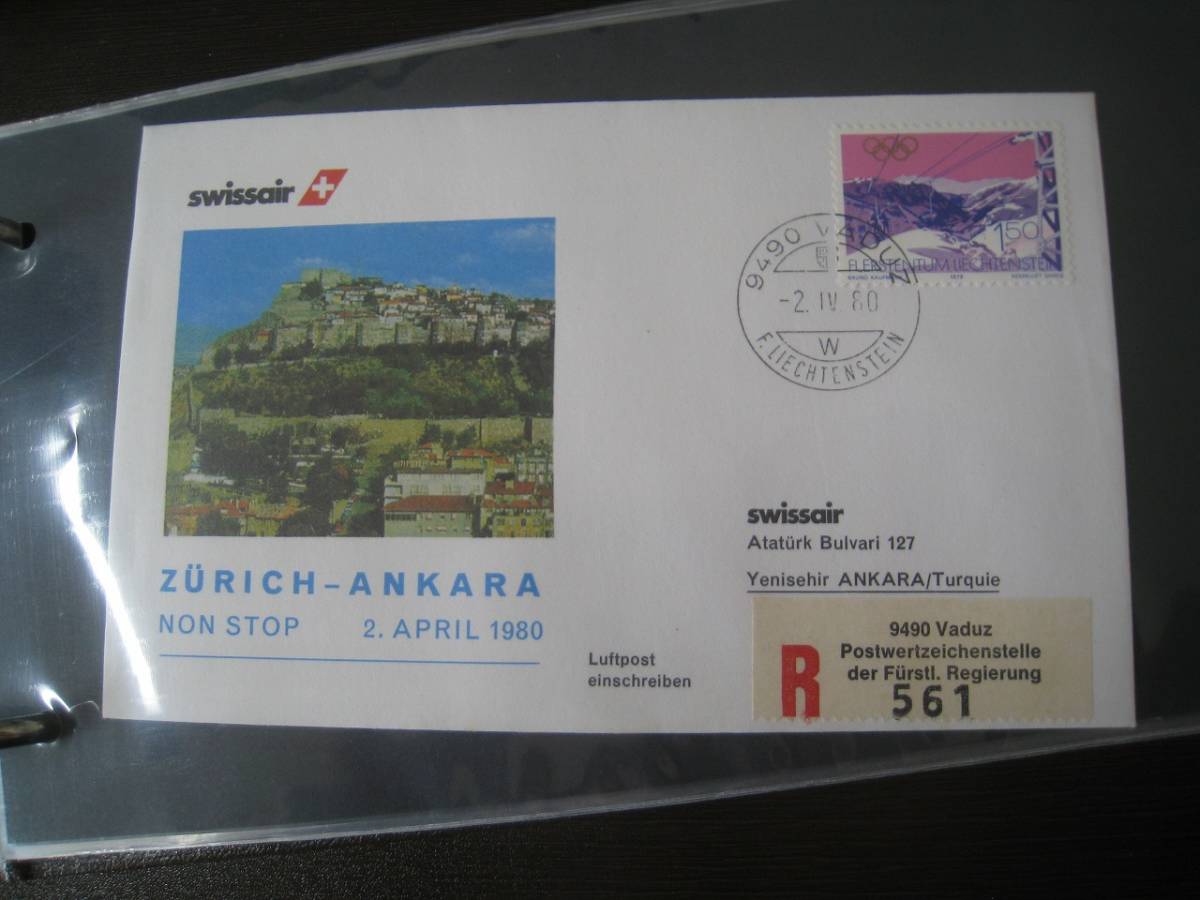 swissair
1.50
FÜRSTENTUM LIECHTENSTEIN
1979
9490 VADUZ
-2. IV. 80
W
F. LIECHTENSTEIN
ZÜRICH-ANKARA
NON STOP 2. APRIL 1980
Luftpost
einschreiben
swissair
Atatürk Bulvari 127
Yenisehir ANKARA/Turquie
R
9490 Vaduz
Postwertzeichenstelle
der Fürstl. Regierung
561